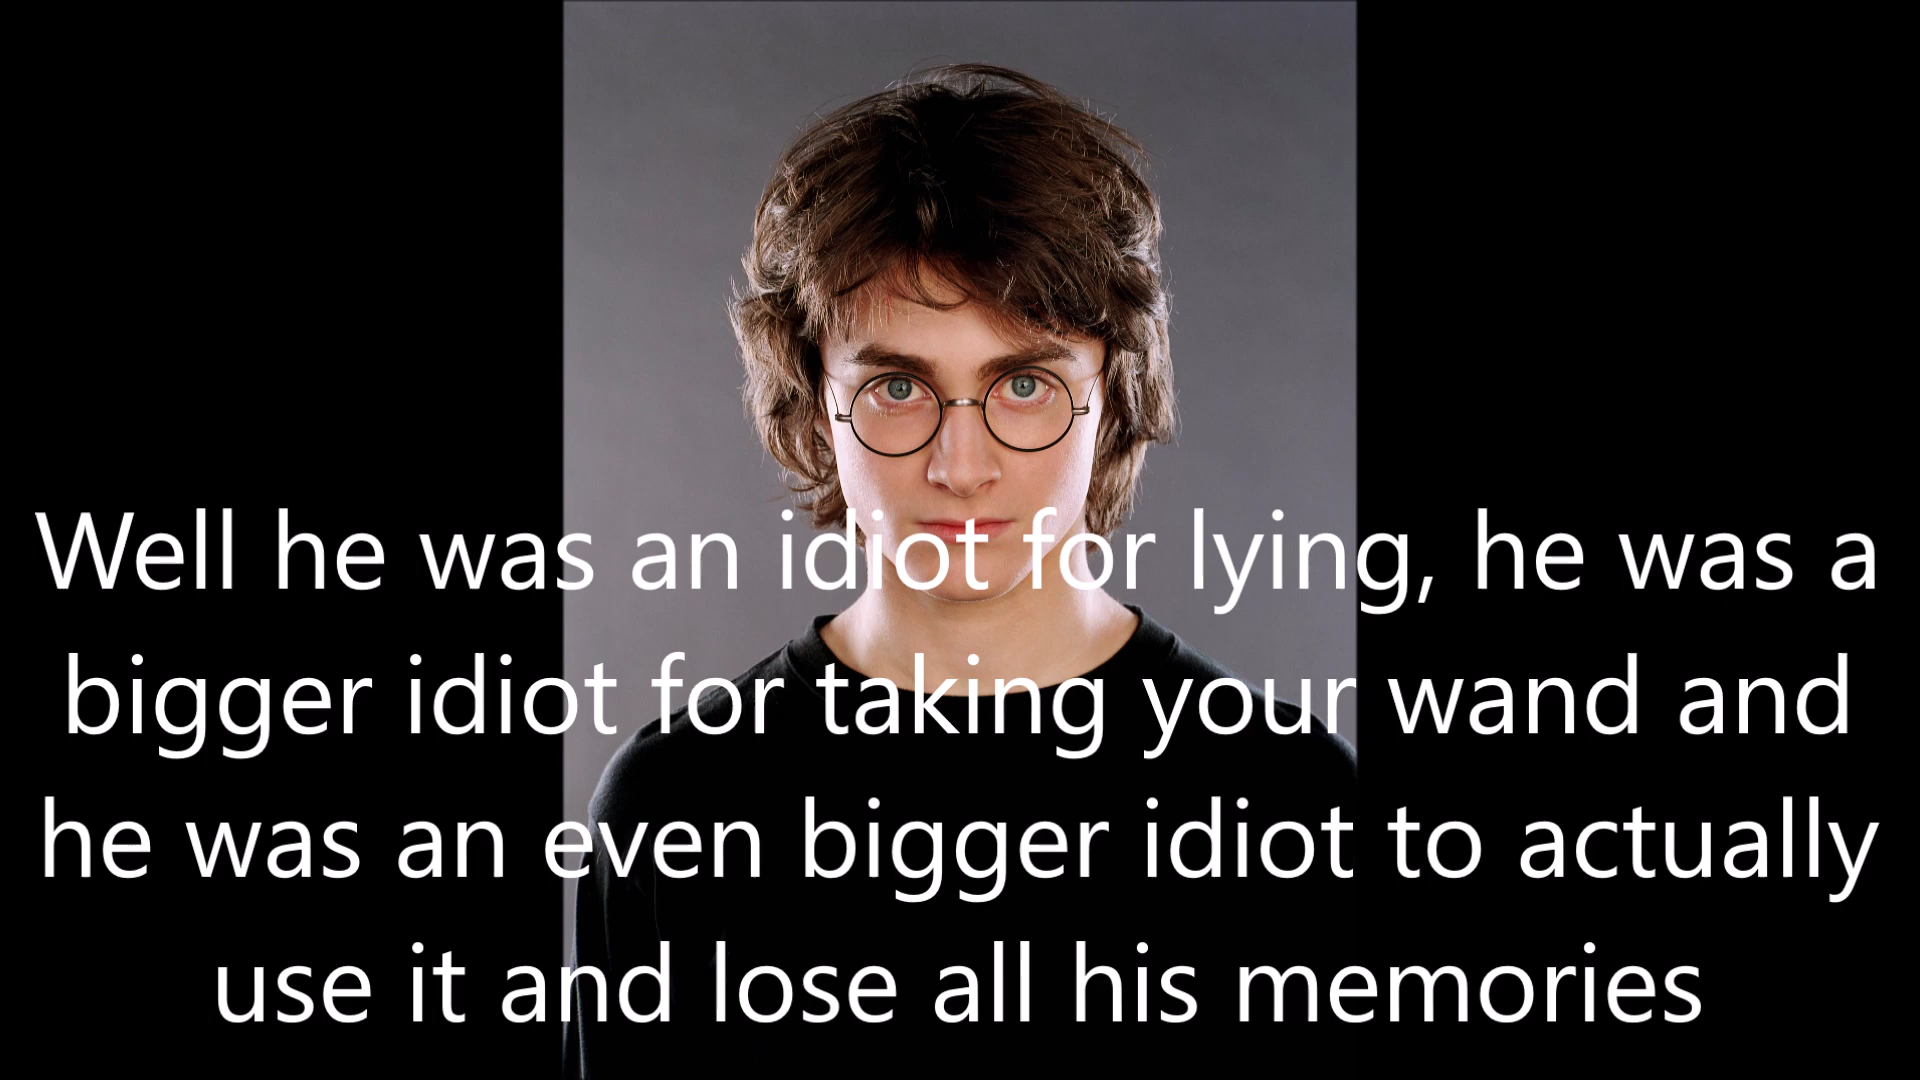 Well he was an idiot for lying, he was a
bigger idiot for taking your wand and
he was an even bigger idiot to actually
use it and lose all his memories